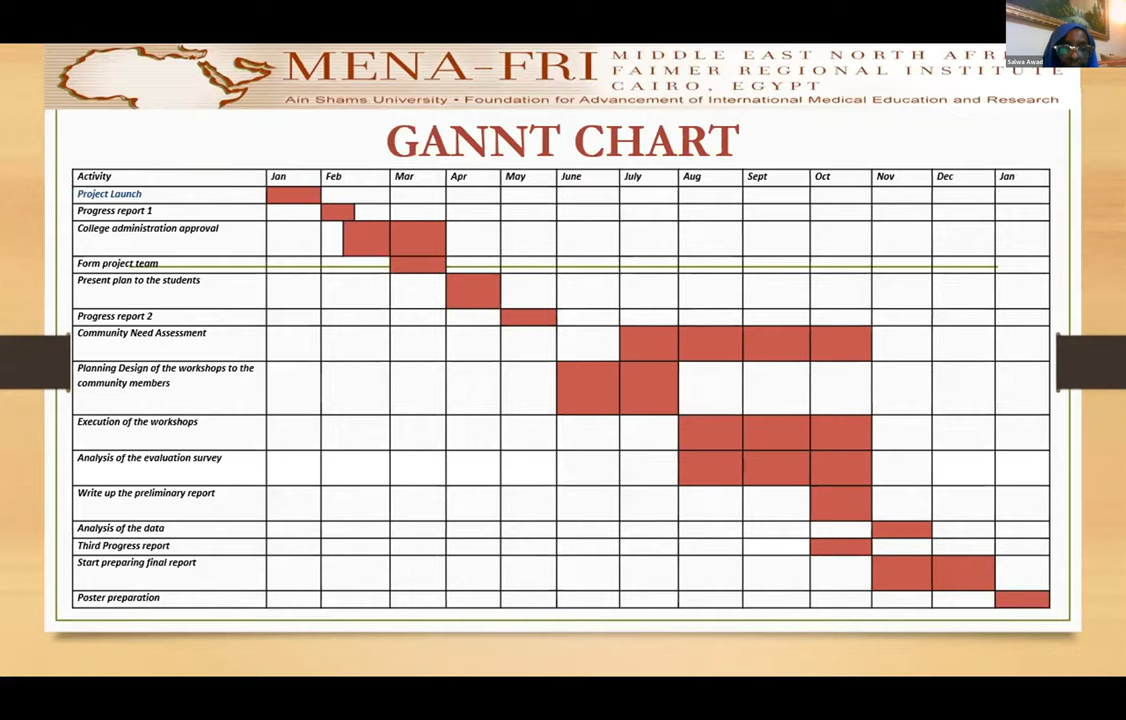 MENA-FRI
MIDDLE EAST NORTH AFR
FAIMER REGIONAL INSTITUTE
CAIRO, EGYPT
Ain Shams University • Foundation for Advancement of International Medical Education and Research
Salwa Awad
GANNT CHART
Activity Jan Feb Mar Apr May June July Aug Sept Oct Nov Dec Jan
Project Launch
Progress report 1
College administration approval
Form project team
Present plan to the students
Progress report 2
Community Need Assessment
Planning Design of the workshops to the
community members
Execution of the workshops
Analysis of the evaluation survey
Write up the preliminary report
Analysis of the data
Third Progress report
Start preparing final report
Poster preparation